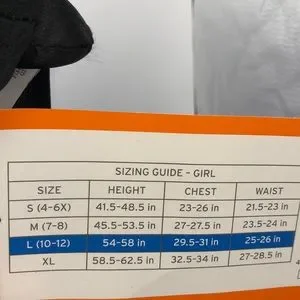 SIZING GUIDE - GIRL
SIZE HEIGHT CHEST WAIST
S (4-6X) 41.5-48.5 in 23-26 in 21.5-23 in
M (7-8) 45.5-53.5 in 27-27.5 in 23.5-24 in
L (10-12) 54-58 in 29.5-31 in 25-26 in
XL 58.5-62.5 in 32.5-34 in 27-28.5 in